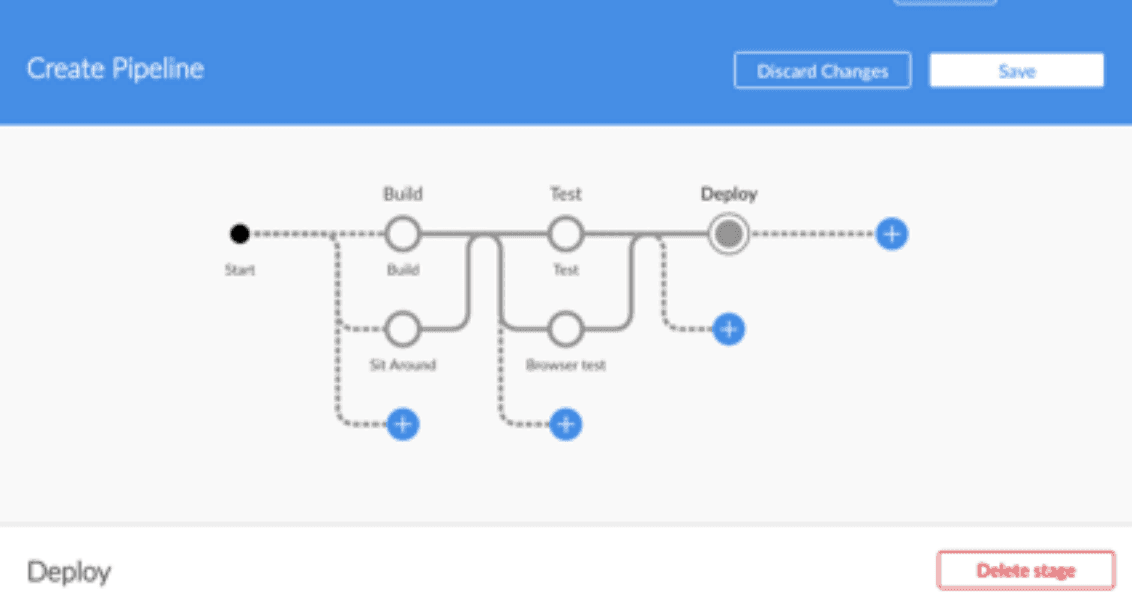 Create Pipeline
Discard Changes
Save
Build
Test
Deploy
Start
Build
Test
Sit Around
Browser test
Deploy
Delete stage